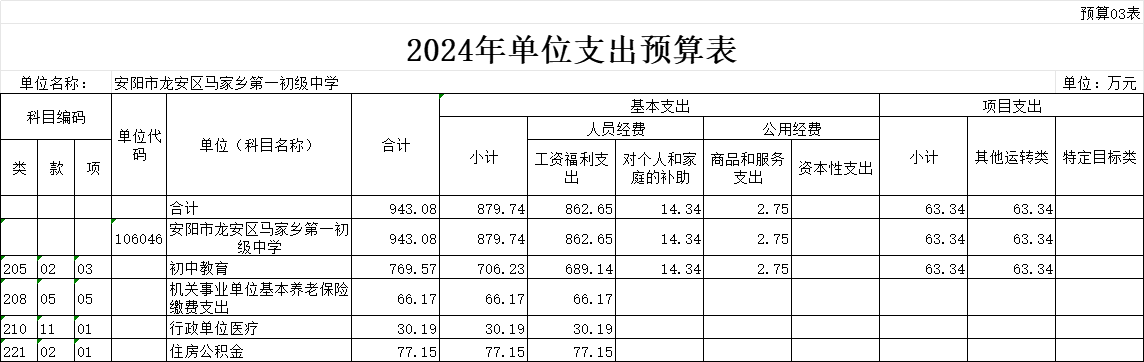 预算03表
2024年单位支出预算表
单位名称： 安阳市龙安区马家乡第一初级中学 单位：万元
科目编码 单位代码 单位（科目名称） 合计 基本支出 项目支出
类 款 项 小计 人员经费 公用经费 小计 其他运转类 特定目标类
工资福利支出 对个人和家庭的补助 商品和服务支出 资本性支出
合计 943.08 879.74 862.65 14.34 2.75 63.34 63.34
106046 安阳市龙安区马家乡第一初级中学 943.08 879.74 862.65 14.34 2.75 63.34 63.34
205 02 03 初中教育 769.57 706.23 689.14 14.34 2.75 63.34 63.34
208 05 05 机关事业单位基本养老保险缴费支出 66.17 66.17 66.17
210 11 01 行政单位医疗 30.19 30.19 30.19
221 02 01 住房公积金 77.15 77.15 77.15